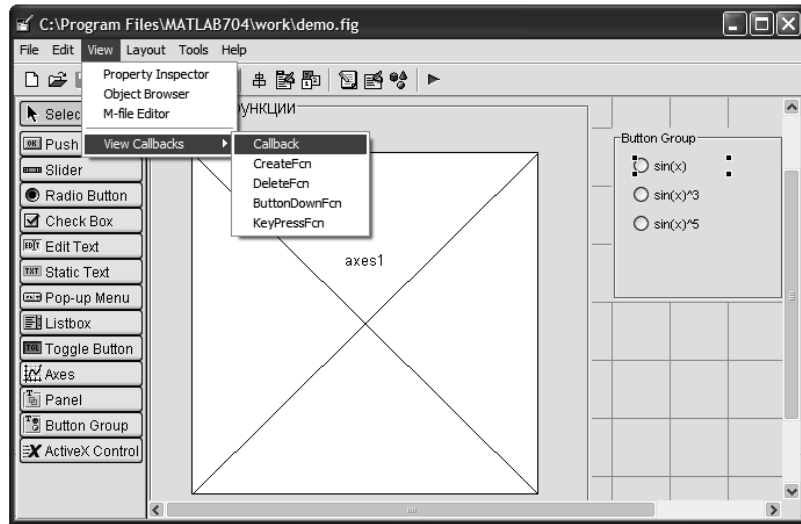 C:\Program Files\MATLAB704\work\demo.fig
File Edit View Layout Tools Help
Property Inspector
Object Browser
M-file Editor
View Callbacks
Callback
CreateFcn
DeleteFcn
ButtonDownFcn
KeyPressFcn
Selec
Push
Slider
Radio Button
Check Box
Edit Text
Static Text
Pop-up Menu
Listbox
Toggle Button
Axes
Panel
Button Group
ActiveX Control
ункции
axes1
Button Group
sin(x)
sin(x)^3
sin(x)^5